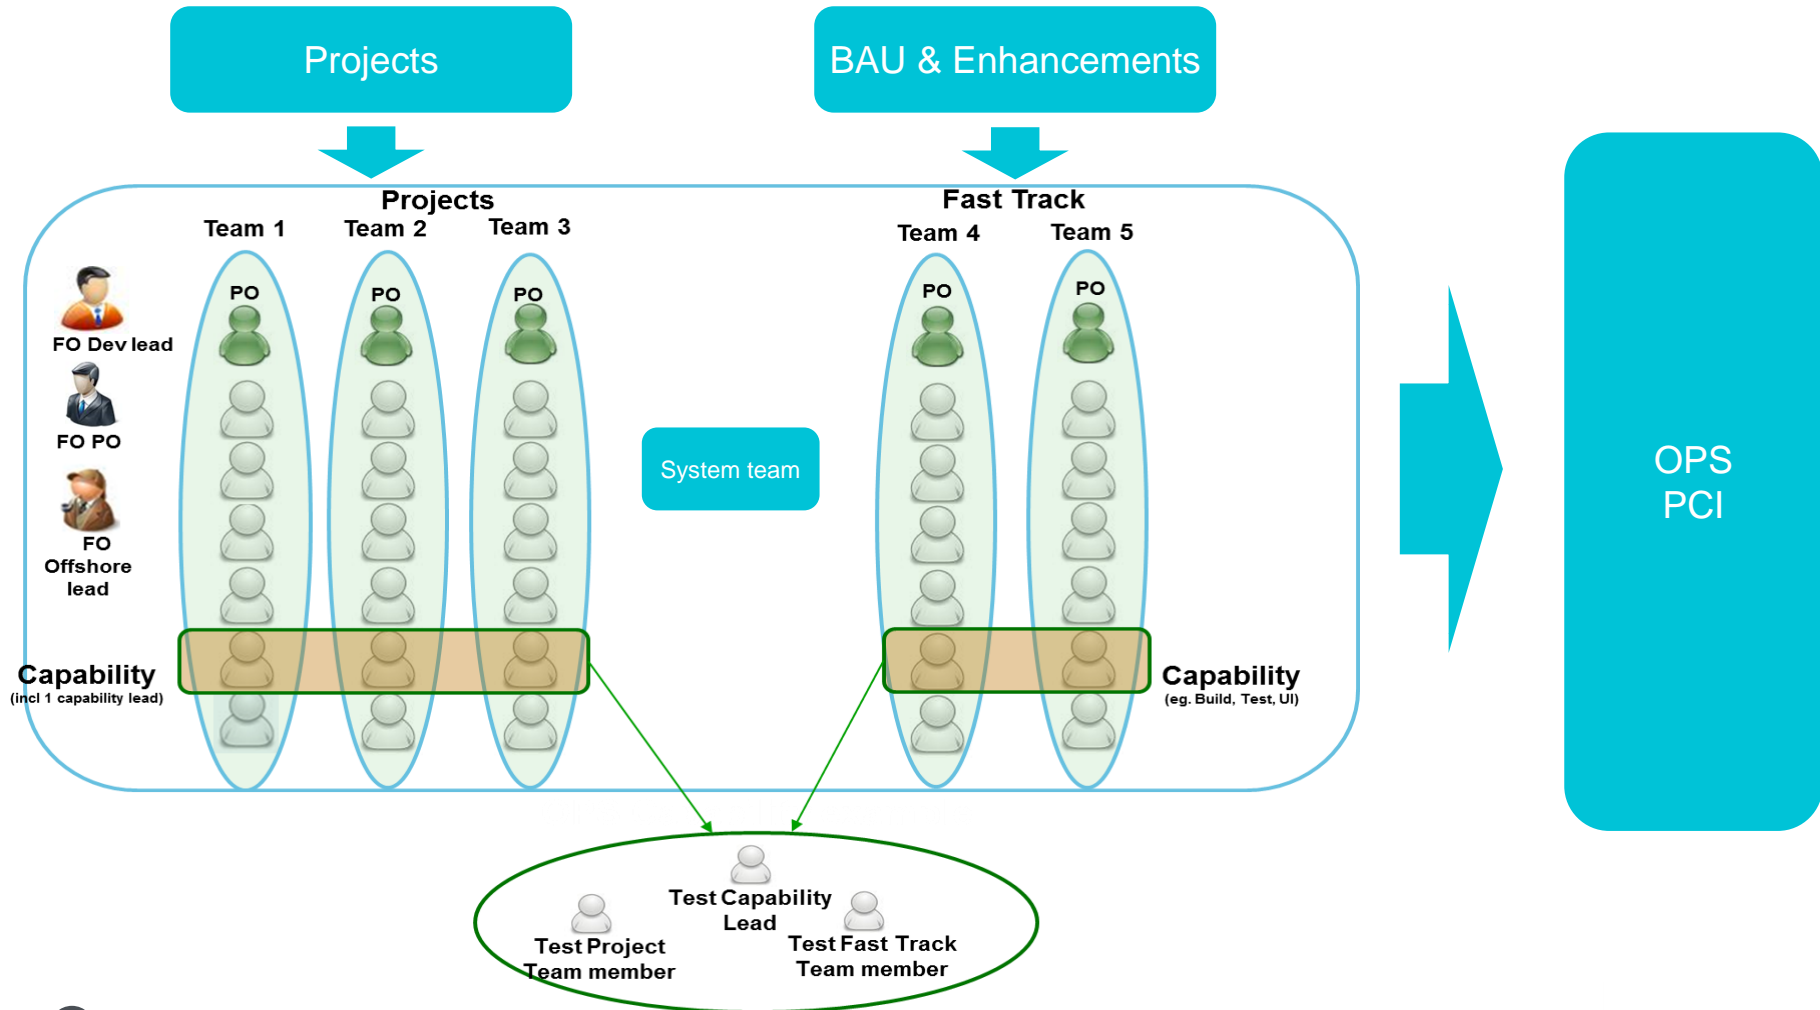 Projects
BAU & Enhancements
Projects
Fast Track
Team 1
Team 2
Team 3
Team 4
Team 5
PO
PO
PO
PO
PO
FO Dev lead
FO PO
FO
Offshore
lead
System team
OPS
PCI
Capability
(incl 1 capability lead)
Capability
(eg. Build, Test, UI)
Test Capability
Lead
Test Project
Team member
Test Fast Track
Team member